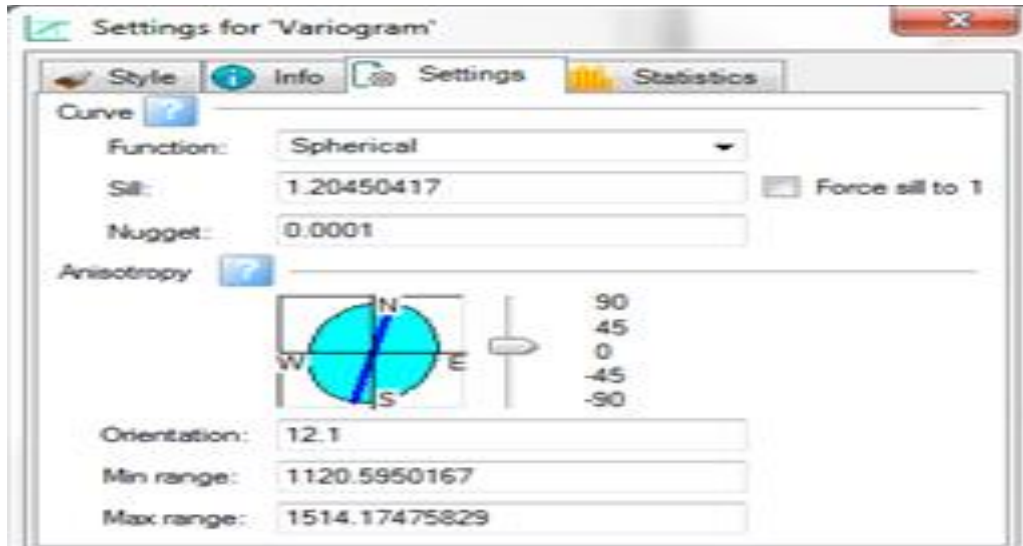 Settings for 'Variogram'
Style Info Settings Statistics
Curve ?
Function: Spherical
Sill: 1.20450417 Force sill to 1
Nugget: 0.0001
Anisotropy ?
N
W E
S
90
45
0
-45
-90
Orientation: 12.1
Min range: 1120.5950167
Max range: 1514.17475829